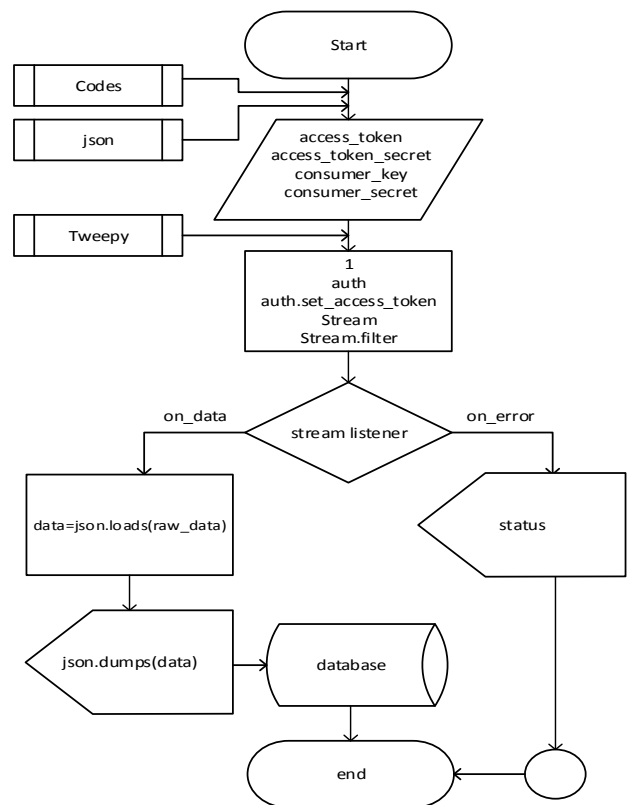 Start
Codes
json
access_token
access_token_secret
consumer_key
consumer_secret
Tweepy
1
auth
auth.set_access_token
Stream
Stream.filter
on_data
stream listener
on_error
data=json.loads(raw_data)
status
json.dumps(data)
database
end